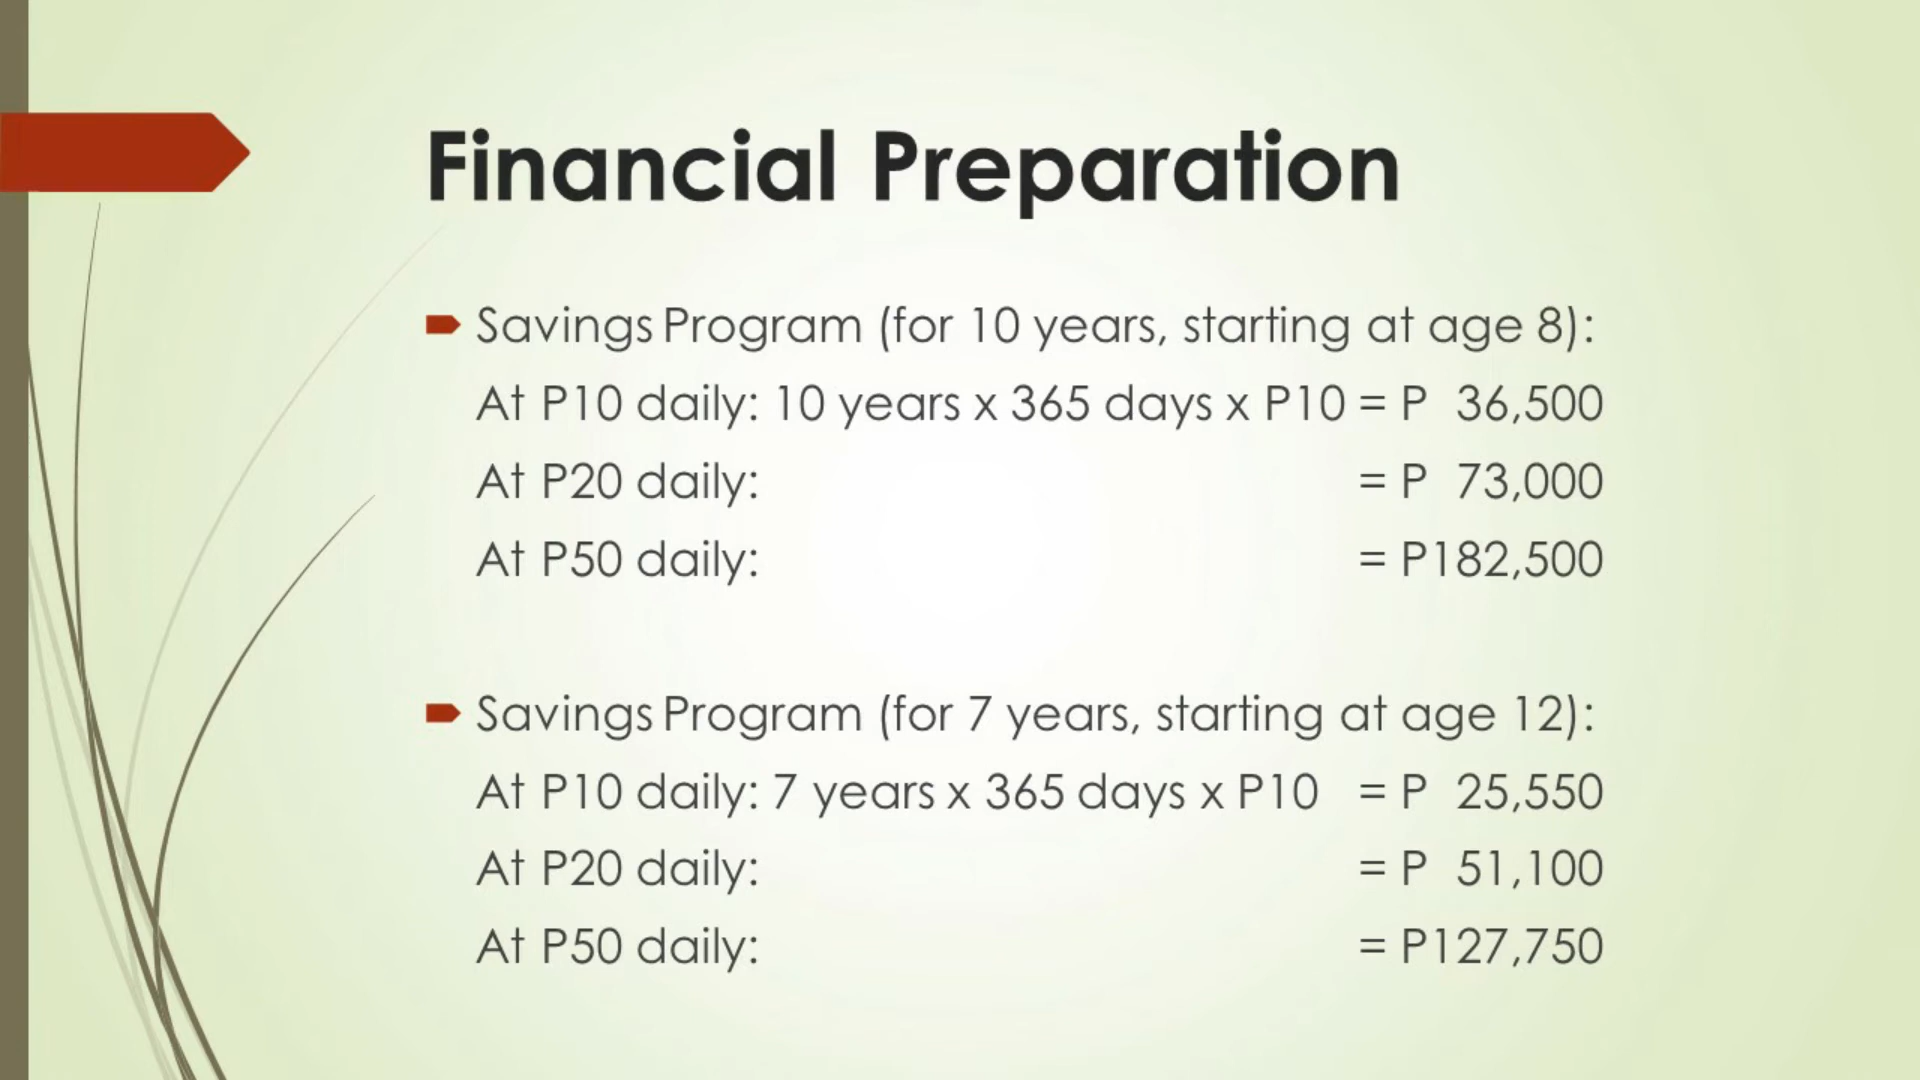 Financial Preparation
Savings Program (for 10 years, starting at age 8):
At P10 daily: 10 years x 365 days x P10 = P 36,500
At P20 daily: = P 73,000
At P50 daily: = P182,500
Savings Program (for 7 years, starting at age 12):
At P10 daily: 7 years x 365 days x P10 = P 25,550
At P20 daily: = P 51,100
At P50 daily: = P127,750